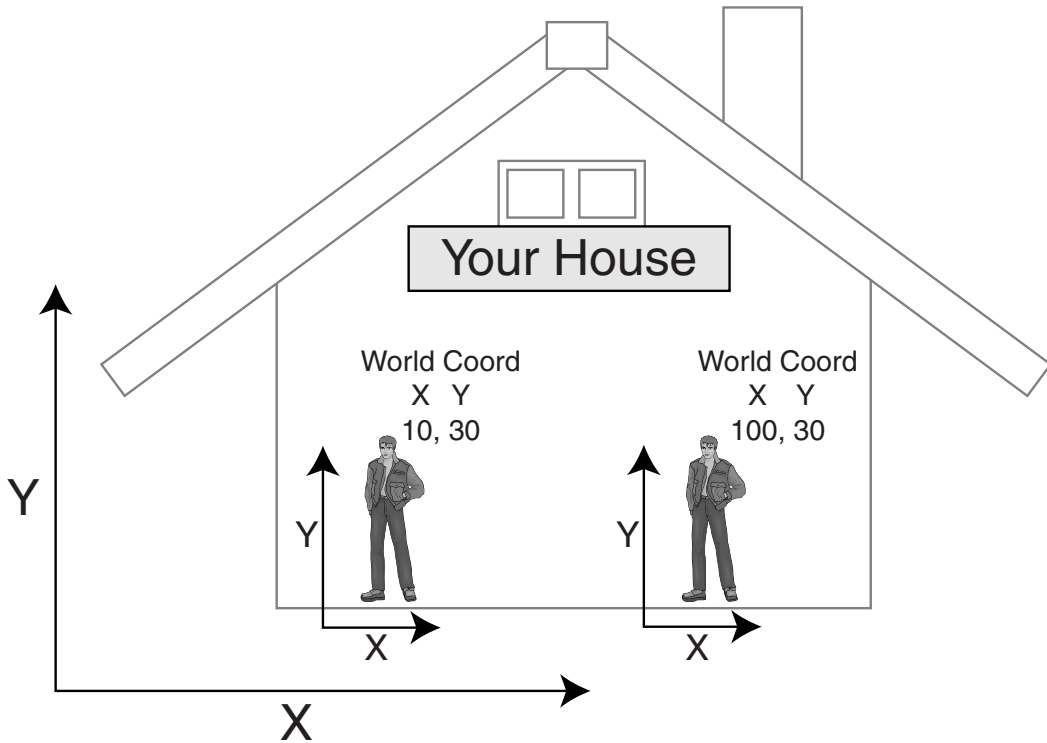 Your House
World Coord
X Y
10, 30
World Coord
X Y
100, 30
Y
Y
X
Y
X
X